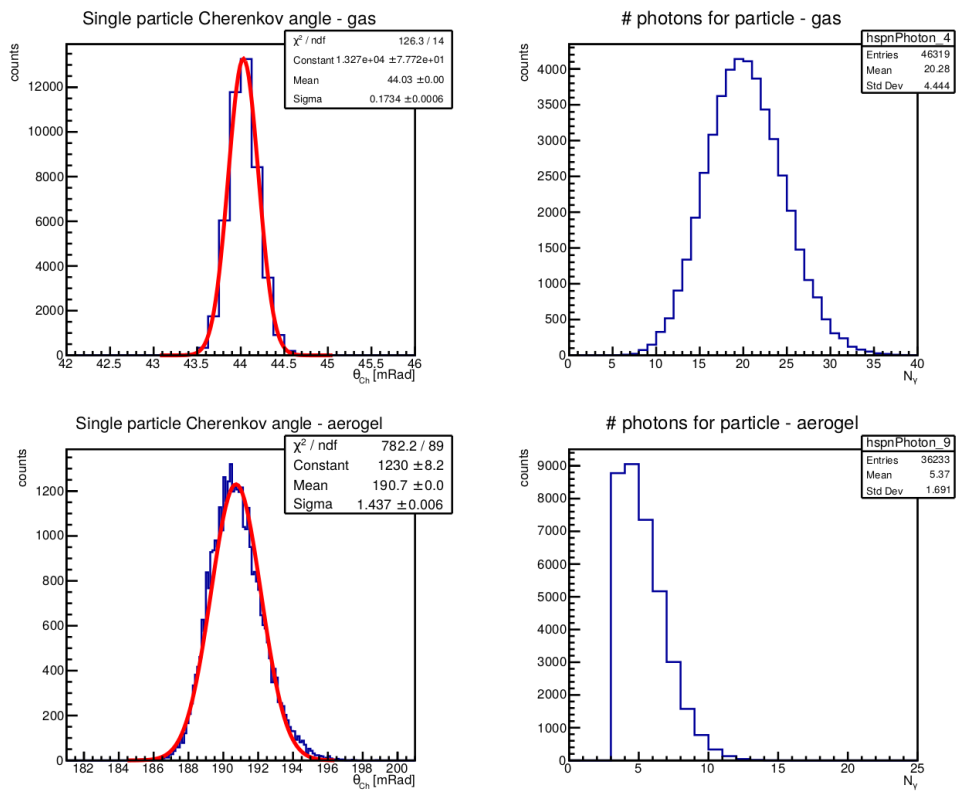 Single particle Cherenkov angle - gas
counts
χ² / ndf 126.3 / 14
Constant 1.327e+04 ±7.772e+01
Mean 44.03 ±0.00
Sigma 0.1734 ±0.0006
12000
10000
8000
6000
4000
2000
0
42 42.5 43 43.5 44 44.5 45 45.5 46
θCh [mRad]
# photons for particle - gas
counts
hspnPhoton_4
Entries 46319
Mean 20.28
Std Dev 4.444
4000
3500
3000
2500
2000
1500
1000
500
0
0 5 10 15 20 25 30 35 40
Nγ
Single particle Cherenkov angle - aerogel
counts
χ² / ndf 782.2 / 89
Constant 1230 ±8.2
Mean 190.7 ±0.0
Sigma 1.437 ±0.006
1200
1000
800
600
400
200
0
182 184 186 188 190 192 194 196 198 200
θCh [mRad]
# photons for particle - aerogel
counts
hspnPhoton_9
Entries 36233
Mean 5.37
Std Dev 1.691
9000
8000
7000
6000
5000
4000
3000
2000
1000
0
0 5 10 15 20 25
Nγ